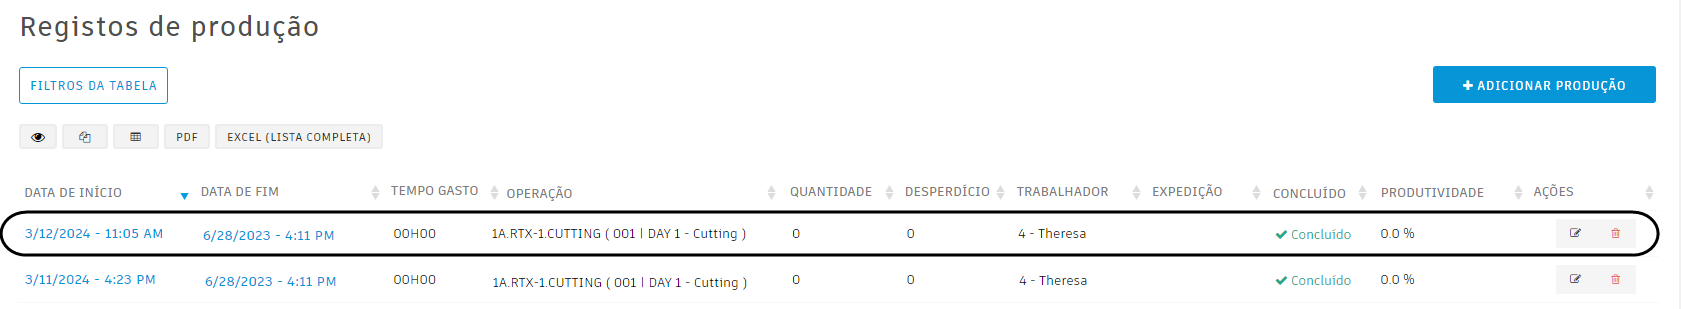 Registos de produção
FILTROS DA TABELA
ADICIONAR PRODUÇÃO
PDF EXCEL (LISTA COMPLETA)
DATA DE INÍCIO DATA DE FIM TEMPO GASTO OPERAÇÃO QUANTIDADE DESPERDÍCIO TRABALHADOR EXPEDIÇÃO CONCLUÍDO PRODUTIVIDADE AÇÕES
3/12/2024 - 11:05 AM 6/28/2023 - 4:11 PM 00H00 1A.RTX-1.CUTTING ( 001 | DAY 1 - Cutting ) 0 0 4 - Theresa Concluído 0.0 %
3/11/2024 - 4:23 PM 6/28/2023 - 4:11 PM 00H00 1A.RTX-1.CUTTING ( 001 | DAY 1 - Cutting ) 0 0 4 - Theresa Concluído 0.0 %